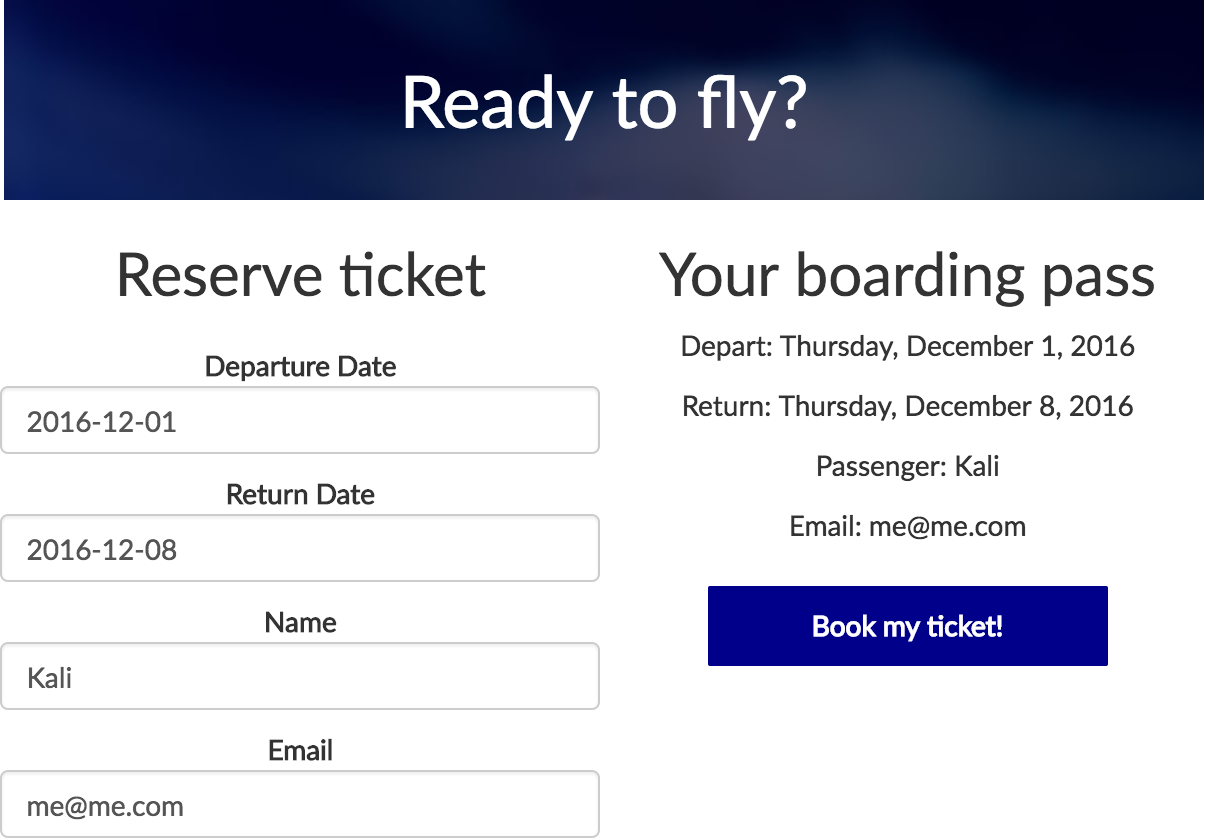 Ready to fly?
Reserve ticket
Departure Date
2016-12-01
Return Date
2016-12-08
Name
Kali
Email
me@me.com
Your boarding pass
Depart: Thursday, December 1, 2016
Return: Thursday, December 8, 2016
Passenger: Kali
Email: me@me.com
Book my ticket!